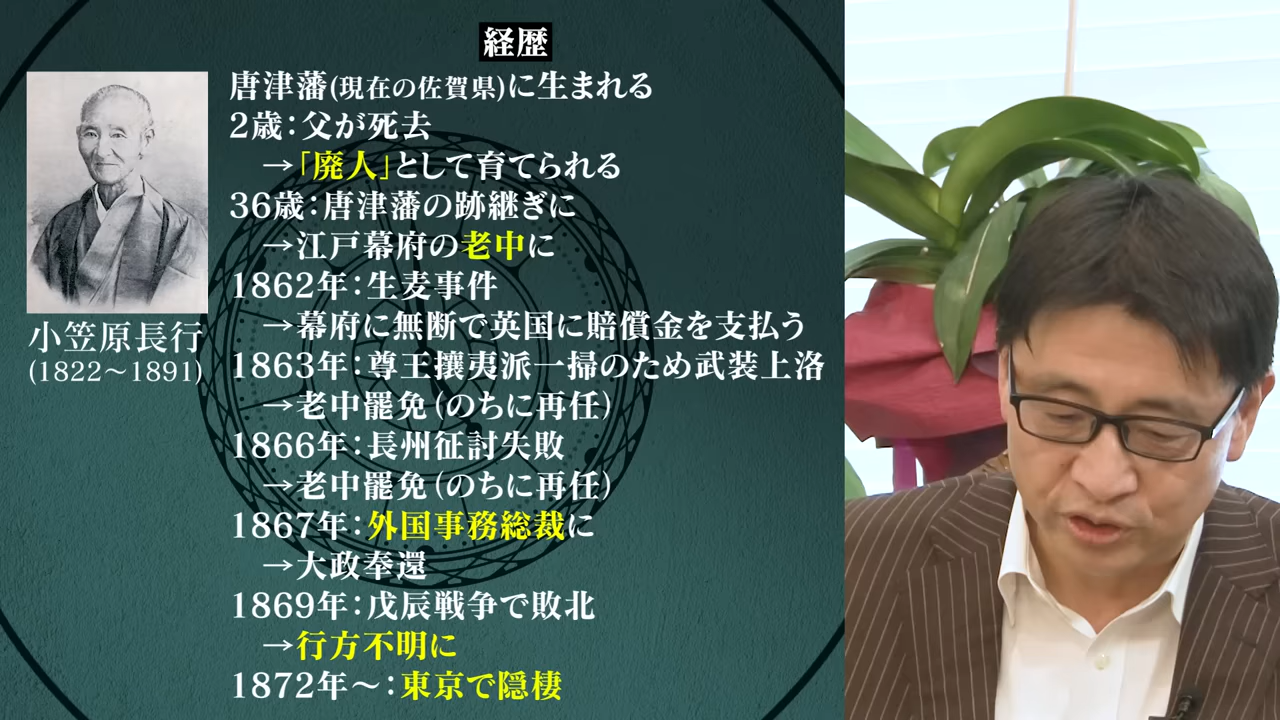 経歴
唐津藩(現在の佐賀県)に生まれる
2歳：父が死去
→「廃人」として育てられる
36歳：唐津藩の跡継ぎに
→江戸幕府の老中に
1862年：生麦事件
→幕府に無断で英国に賠償金を支払う
1863年：尊王攘夷派一掃のため武装上洛
→老中罷免（のちに再任）
1866年：長州征討失敗
→老中罷免（のちに再任）
1867年：外国事務総裁に
→大政奉還
1869年：戊辰戦争で敗北
→行方不明に
1872年～：東京で隠棲
小笠原長行
(1822～1891)